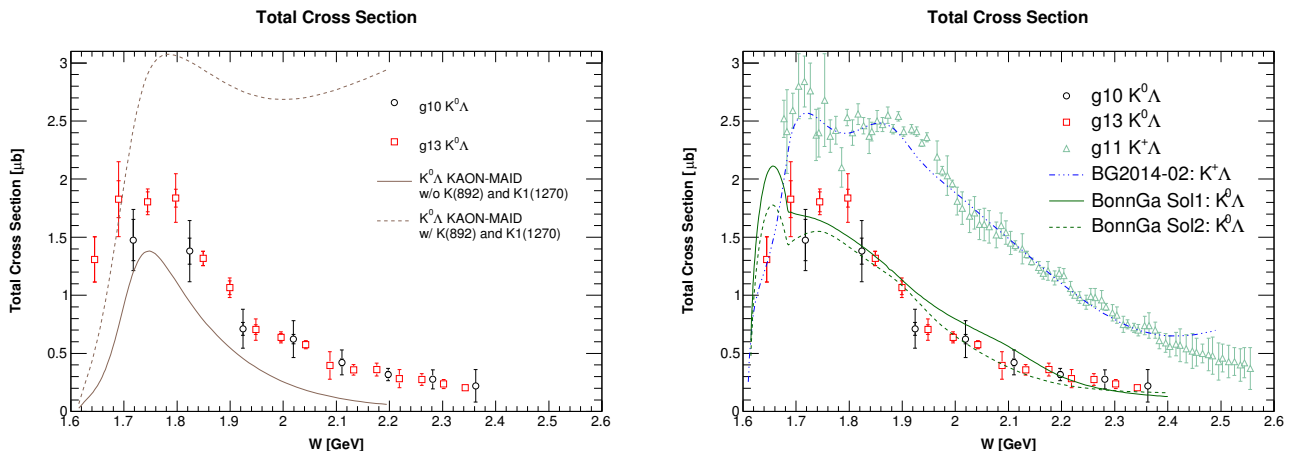 Total Cross Section
Total Cross Section [μb]
3
2.5
2
1.5
1
0.5
0
1.6 1.7 1.8 1.9 2 2.1 2.2 2.3 2.4 2.5 2.6
W [GeV]
g10 K⁰Λ
g13 K⁰Λ
K⁰Λ KAON-MAID
w/o K(892) and K1(1270)
K⁰Λ KAON-MAID
w/ K(892) and K1(1270)
Total Cross Section
Total Cross Section [μb]
3
2.5
2
1.5
1
0.5
0
1.6 1.7 1.8 1.9 2 2.1 2.2 2.3 2.4 2.5 2.6
W [GeV]
g10 K⁰Λ
g13 K⁰Λ
g11 K⁺Λ
BG2014-02: K⁺Λ
BonnGa Sol1: K⁰Λ
BonnGa Sol2: K⁰Λ